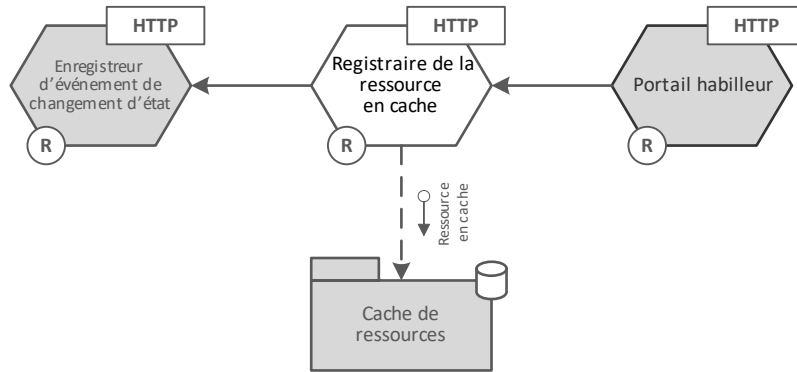 HTTP
Enregistreur
d'événement de
changement d'état
R
HTTP
Registraire de la
ressource
en cache
R
HTTP
Portail habilleur
R
Ressource
en cache
Cache de
ressources